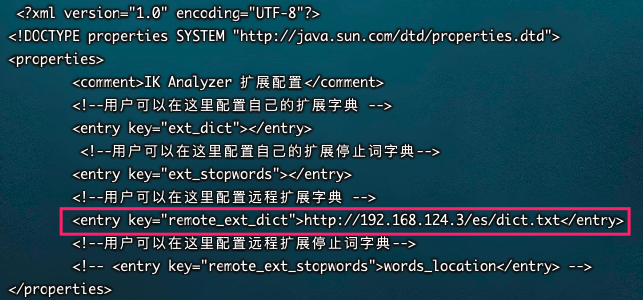 <?xml version="1.0" encoding="UTF-8"?>
<!DOCTYPE properties SYSTEM "http://java.sun.com/dtd/properties.dtd">
<properties>
<comment>IK Analyzer 扩展配置</comment>
<!--用户可以在这里配置自己的扩展字典 -->
<entry key="ext_dict"></entry>
<!--用户可以在这里配置自己的扩展停止词字典-->
<entry key="ext_stopwords"></entry>
<!--用户可以在这里配置远程扩展字典 -->
<entry key="remote_ext_dict">http://192.168.124.3/es/dict.txt</entry>
<!--用户可以在这里配置远程扩展停止词字典-->
<!-- <entry key="remote_ext_stopwords">words_location</entry> -->
</properties>